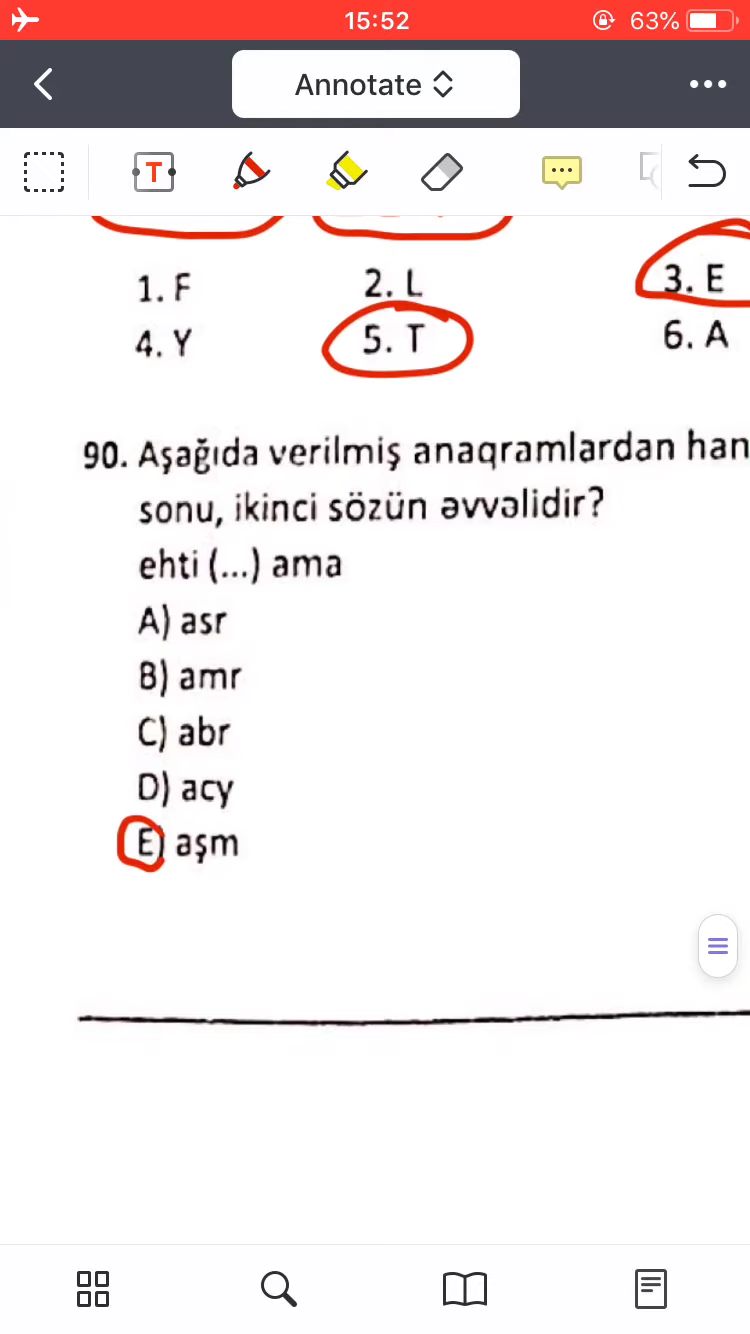 15:52
63%
Annotate
T
1. F
2. L
3. E
4. Y
5. T
6. A
90. Aşağıda verilmiş anaqramlardan han
sonu, ikinci sözün əvvəlidir?
ehti (...) ama
A) asr
B) amr
C) abr
D) acy
E) aşm